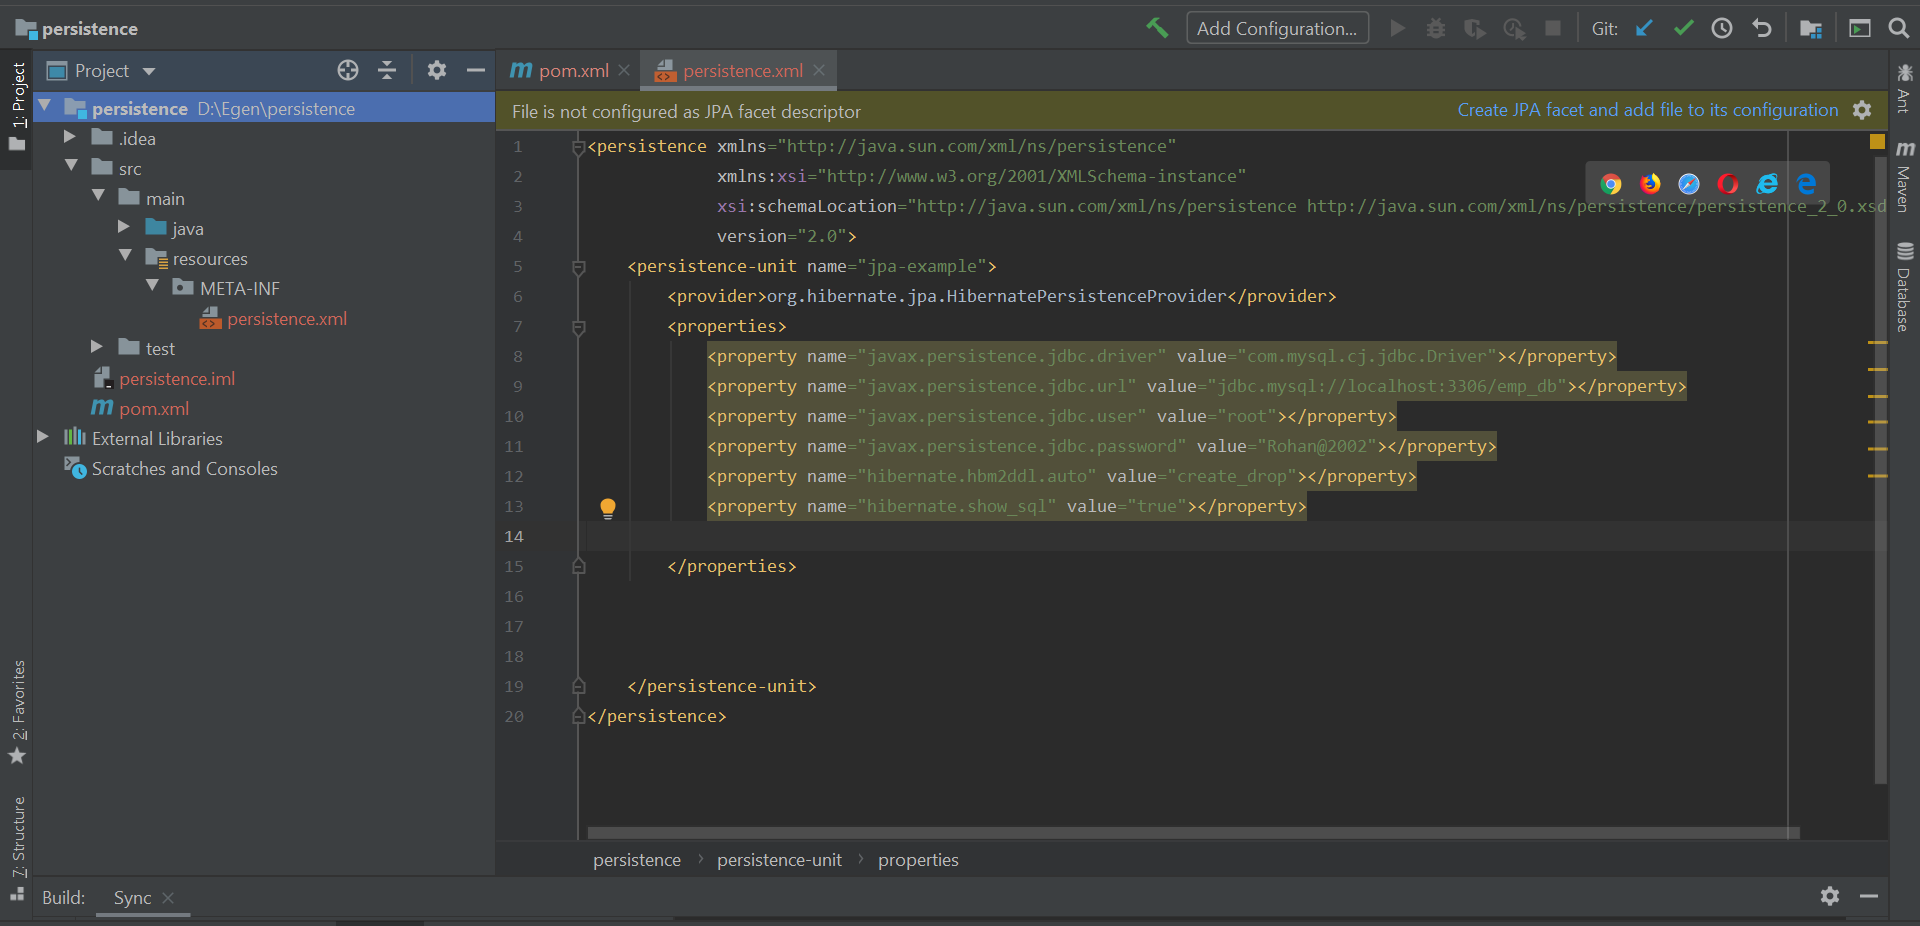 persistence
Add Configuration...
Git:
1: Project
Project
persistence D:\Egen\persistence
.idea
src
main
java
resources
META-INF
persistence.xml
test
persistence.iml
pom.xml
External Libraries
Scratches and Consoles
2: Favorites
7: Structure
pom.xml
persistence.xml
File is not configured as JPA facet descriptor
Create JPA facet and add file to its configuration
1 <persistence xmlns="http://java.sun.com/xml/ns/persistence"
2 xmlns:xsi="http://www.w3.org/2001/XMLSchema-instance"
3 xsi:schemaLocation="http://java.sun.com/xml/ns/persistence http://java.sun.com/xml/ns/persistence/persistence_2_0.xsd
4 version="2.0">
5 <persistence-unit name="jpa-example">
6 <provider>org.hibernate.jpa.HibernatePersistenceProvider</provider>
7 <properties>
8 <property name="javax.persistence.jdbc.driver" value="com.mysql.cj.jdbc.Driver"></property>
9 <property name="javax.persistence.jdbc.url" value="jdbc.mysql://localhost:3306/emp_db"></property>
10 <property name="javax.persistence.jdbc.user" value="root"></property>
11 <property name="javax.persistence.jdbc.password" value="Rohan@2002"></property>
12 <property name="hibernate.hbm2ddl.auto" value="create_drop"></property>
13 <property name="hibernate.show_sql" value="true"></property>
14
15 </properties>
16
17
18
19 </persistence-unit>
20 </persistence>
persistence › persistence-unit › properties
Ant
Maven
Database
Build: Sync